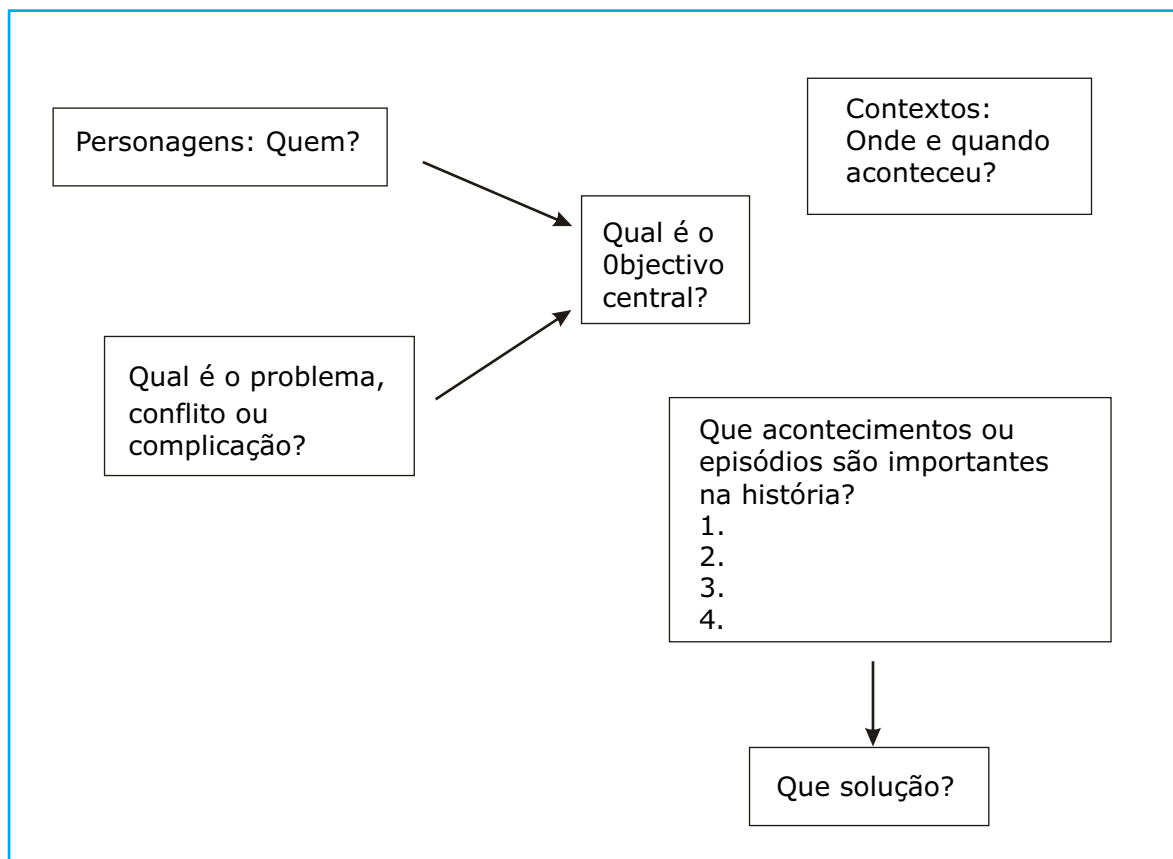 Personagens: Quem?
Contextos:
Onde e quando
aconteceu?
Qual é o
0bjectivo
central?
Qual é o problema,
conflito ou
complicação?
Que acontecimentos ou
episódios são importantes
na história?
1.
2.
3.
4.
Que solução?